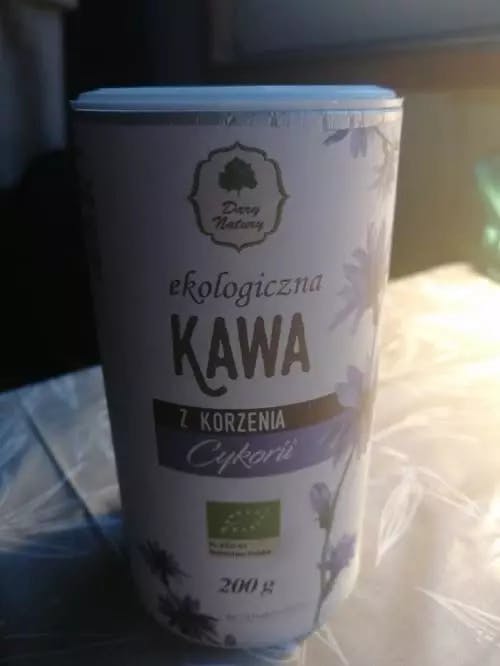 Dary
Natury
ekologiczna
KAWA
Z KORZENIA
Cykorii
200 g